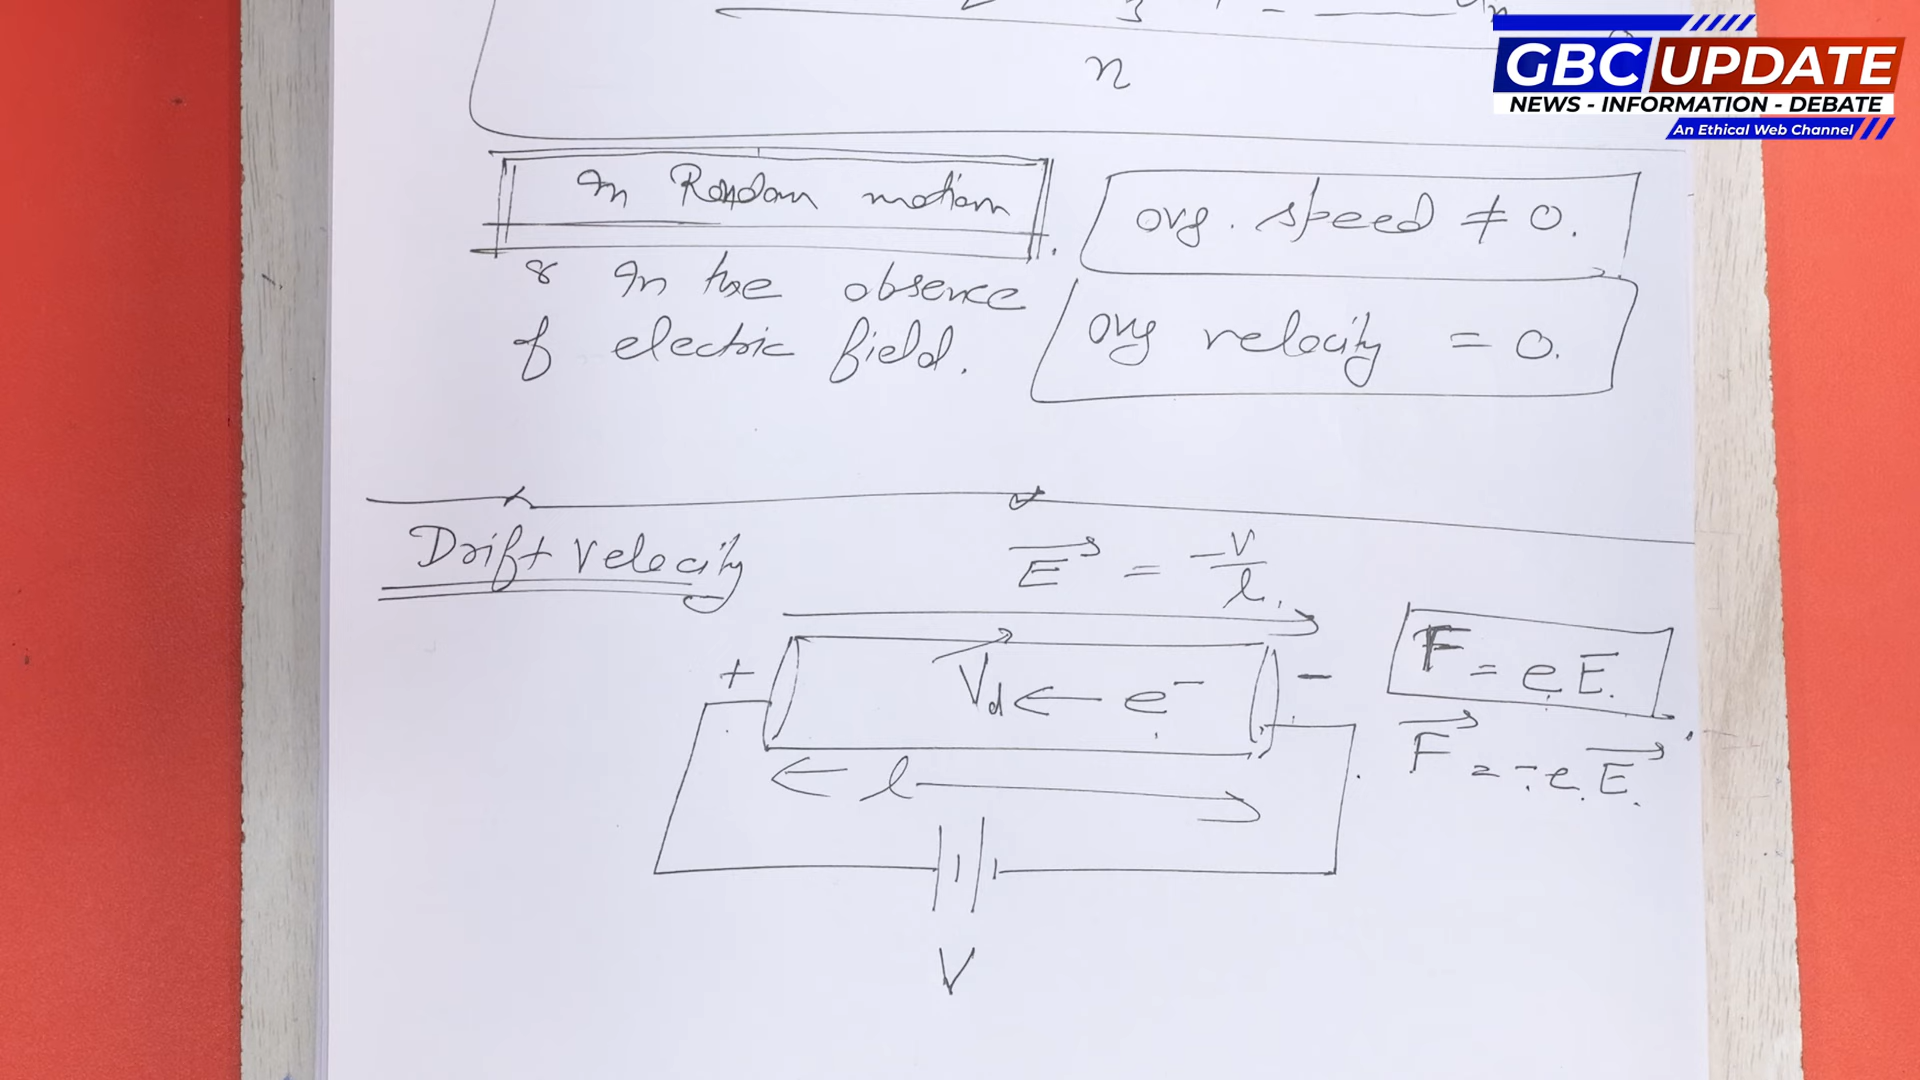 n
GBC UPDATE
NEWS - INFORMATION - DEBATE
An Ethical Web Channel
In Random motion
& In the absence
of electric field.
avg. speed ≠ 0.
avg velocity = 0.
Drift Velocity
E = -V/l
+ Vd ← e⁻ −
l
V
F = eE.
F = -e.E.